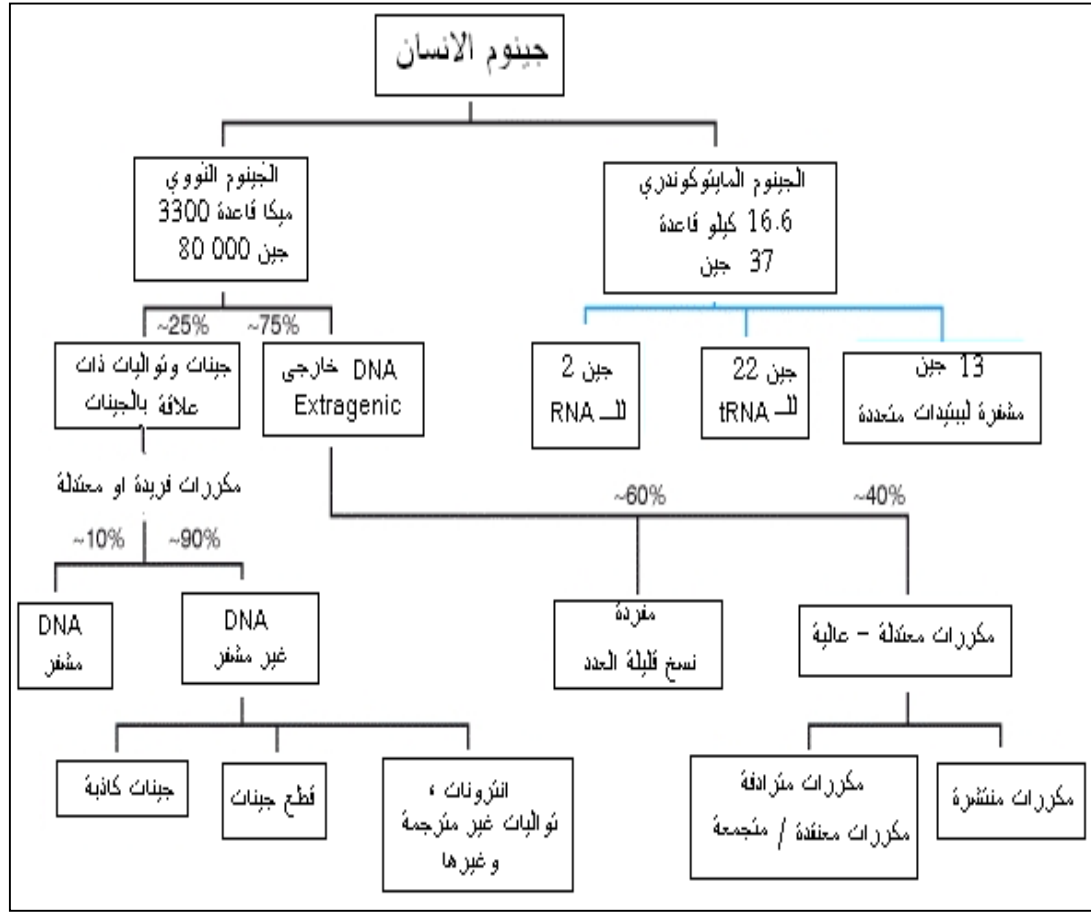 جينوم الانسان
الجينوم النووي
ميكا قاعدة 3300
جين 80 000
الجينوم المايتوكوندري
16.6 كيلو قاعدة
37 جين
~25%
~75%
جينات وتواليات ذات
علاقة بالجينات
DNA خارجى
Extragenic
جين 2
للـ RNA
جين 22
للـ tRNA
13 جين
مشفرة لببتيدات متعددة
مكررات فريدة او معتدلة
~60%
~40%
~10%
~90%
DNA
مشفر
DNA
غير مشفر
مفردة
نسخ قليلة العدد
مكررات معتدلة - عالية
جينات كاذبة
قطع جينات
انترونات ،
تواليات غير مترجمة
وغيرها
مكررات مترادفة
مكررات معنقدة / متجمعة
مكررات منتشرة